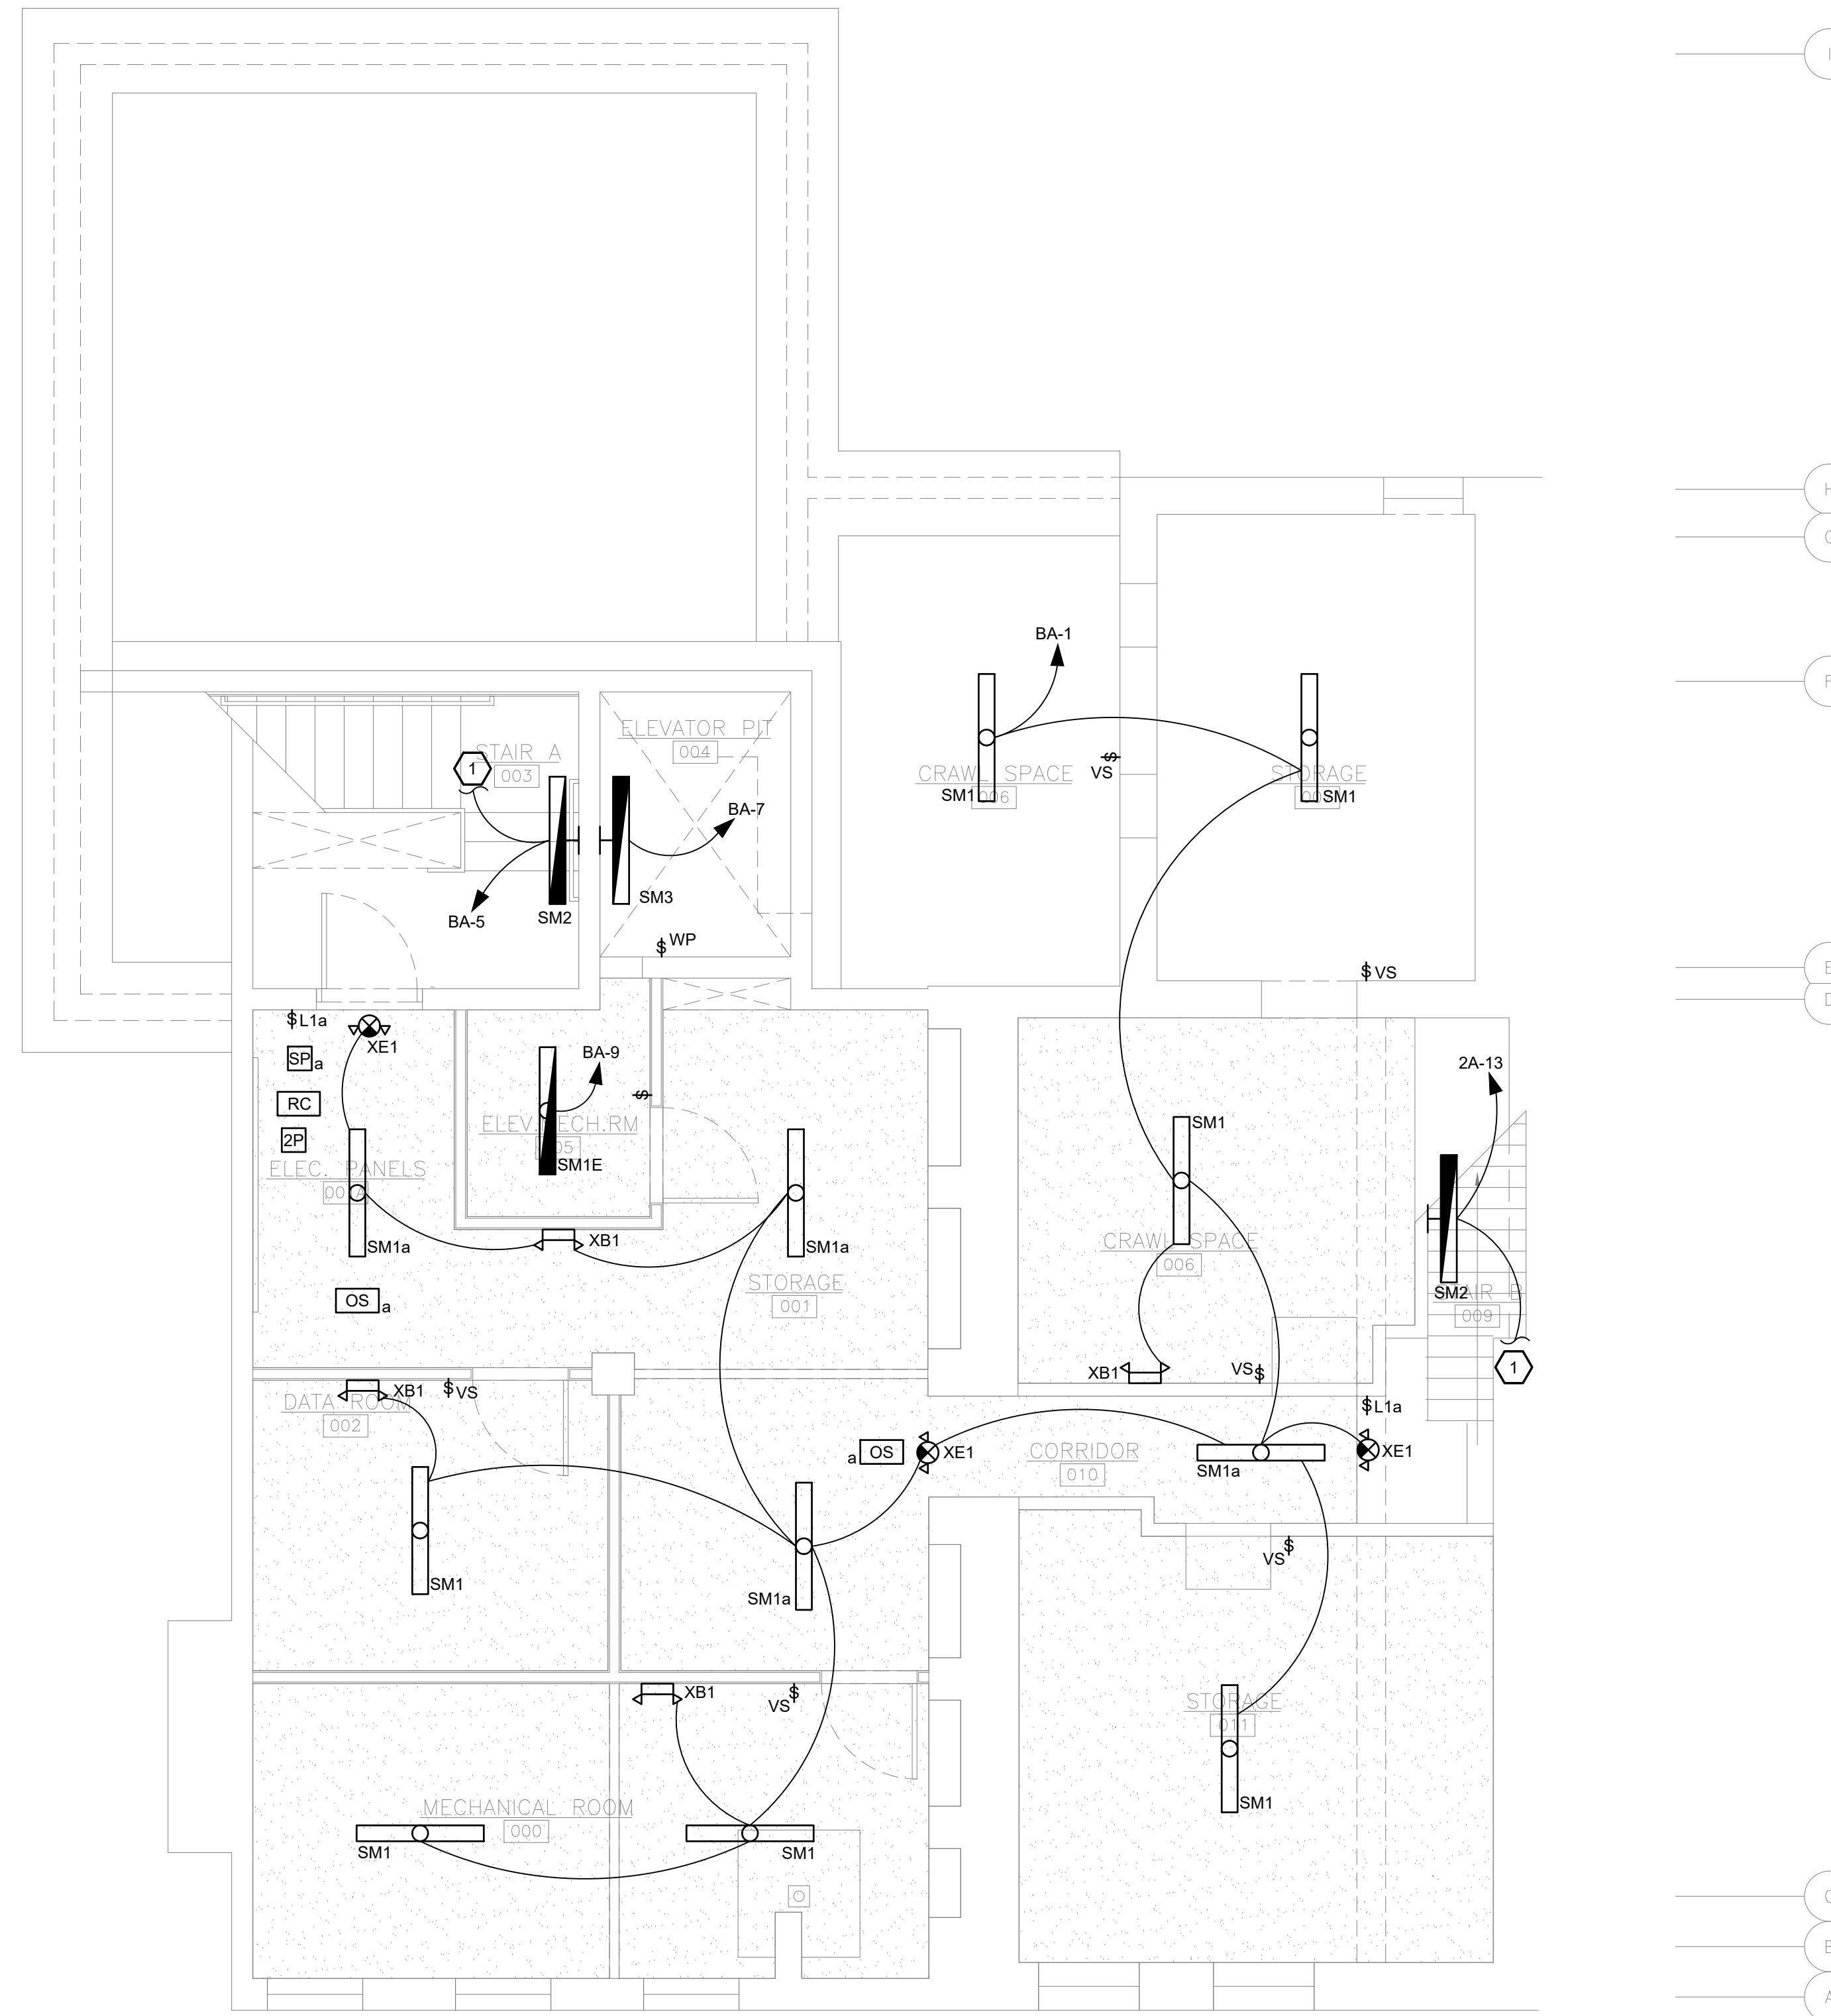 BA-1
ELEVATOR PIT
004
STAIR A
003
1
CRAWL SPACE
006
SM1
VS
STORAGE
SM1
BA-7
SM3
BA-5
SM2
WP
VS
L1a
XE1
SP a
RC
2P
BA-9
ELEC. PANELS
SM1a
SM1E
XB1
SM1a
STORAGE
001
OS a
SM1
CRAWL SPACE
006
2A-13
SM2
009
1
XB1
VS
L1a
DATA ROOM
002
XB1
VS
a OS
XE1
CORRIDOR
010
SM1a
XE1
SM1
SM1a
VS
XB1
VS
STORAGE
011
SM1
MECHANICAL ROOM
000
SM1
SM1
H
F